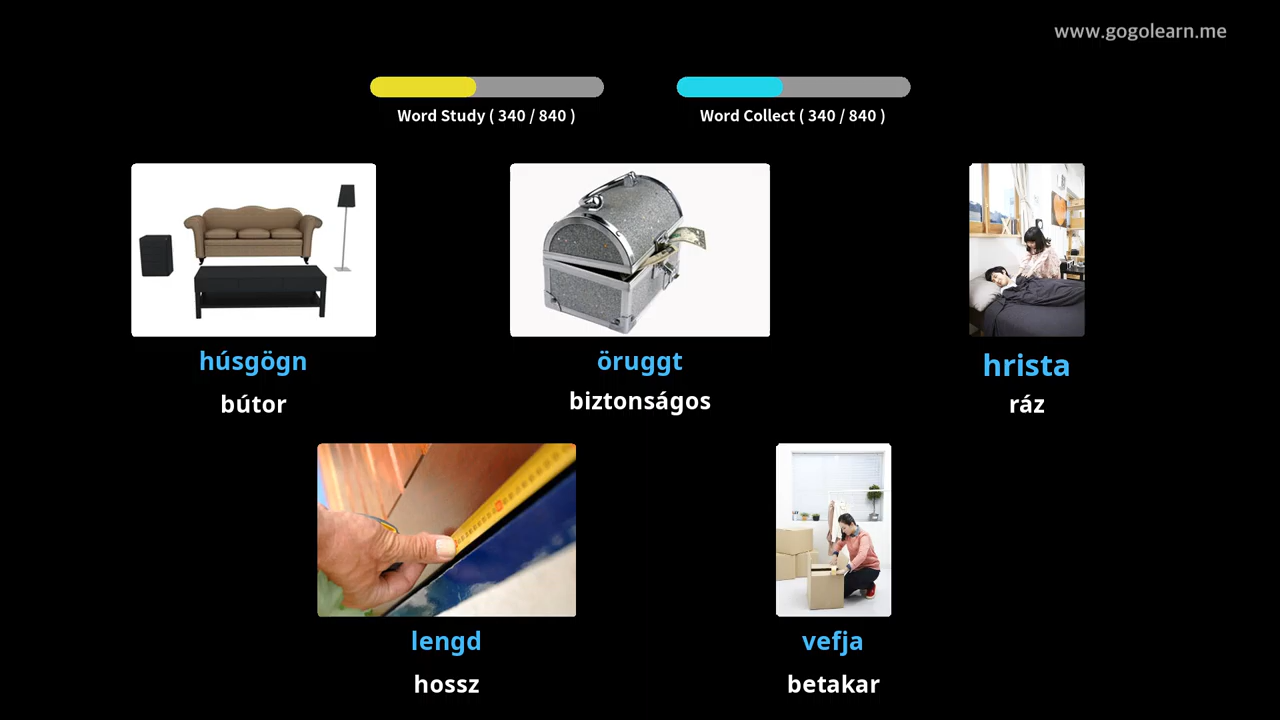 www.gogolearn.me
Word Study ( 340 / 840 )
Word Collect ( 340 / 840 )
húsgögn
bútor
öruggt
biztonságos
hrista
ráz
lengd
hossz
vefja
betakar